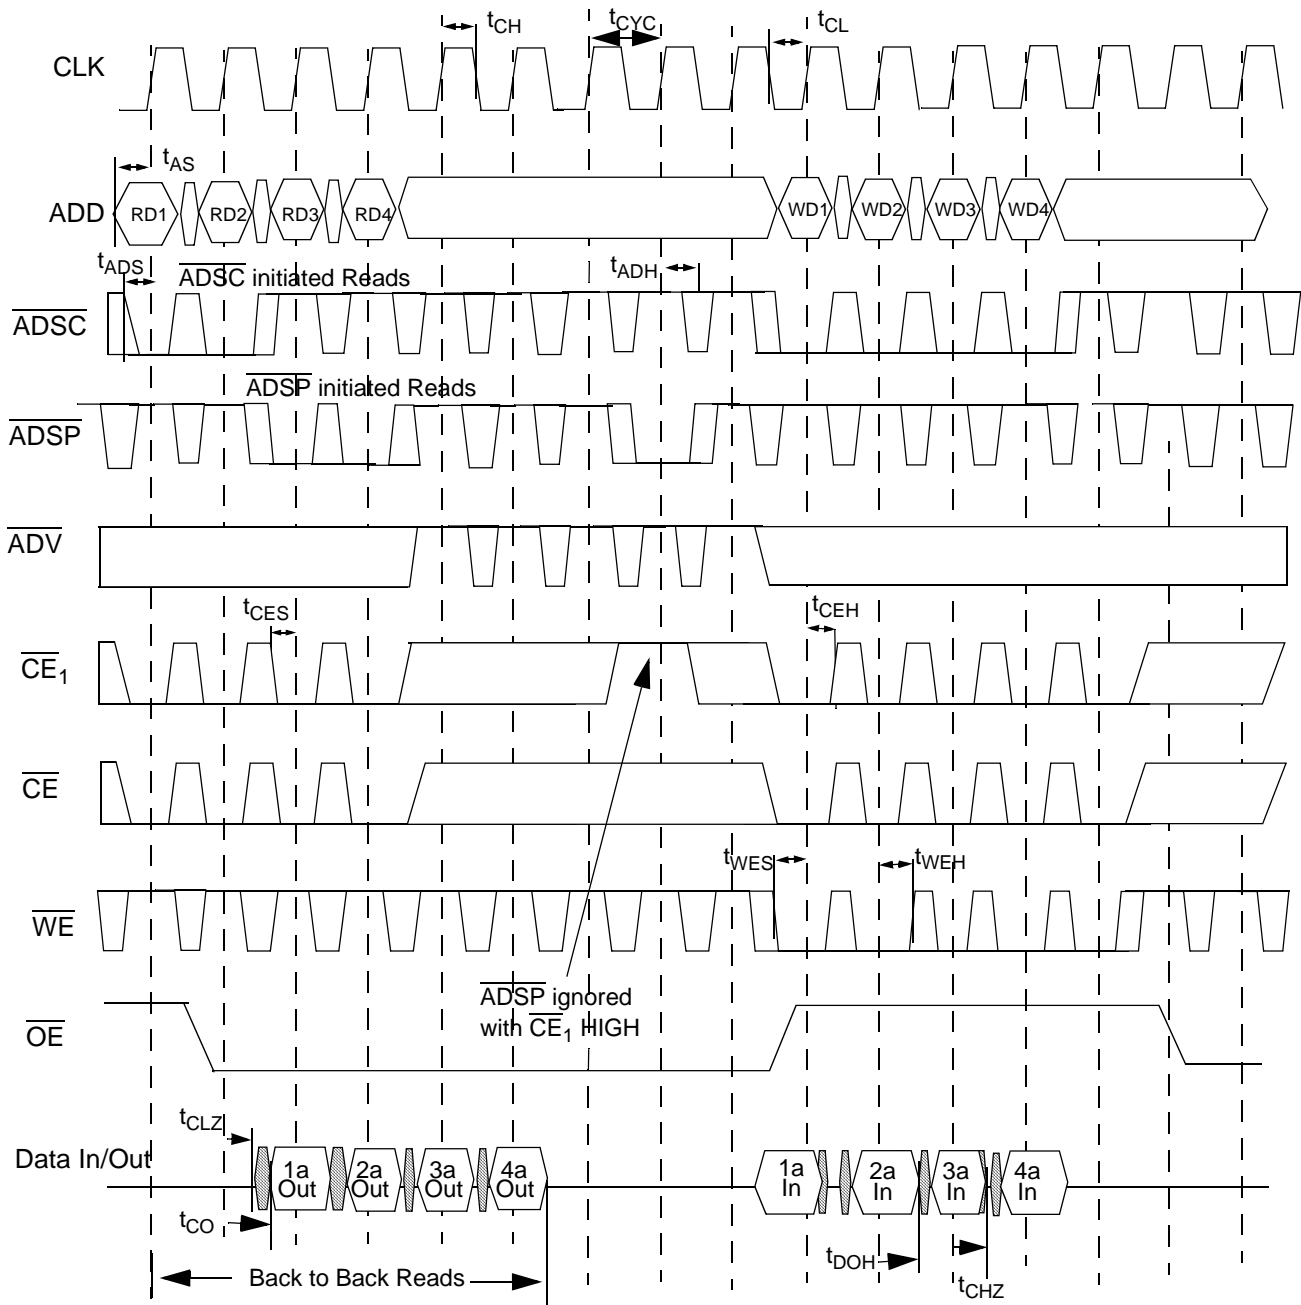 tCH tCYC tCL
CLK
tAS
ADD RD1 RD2 RD3 RD4 WD1 WD2 WD3 WD4
tADS ADSC initiated Reads tADH
ADSC
ADSP initiated Reads
ADSP
ADV
tCES tCEH
CE1
CE
tWES tWEH
WE
ADSP ignored
with CE1 HIGH
OE
tCLZ
Data In/Out 1a Out 2a Out 3a Out 4a Out 1a In 2a In 3a In 4a In
tCO
tDOH
Back to Back Reads tCHZ